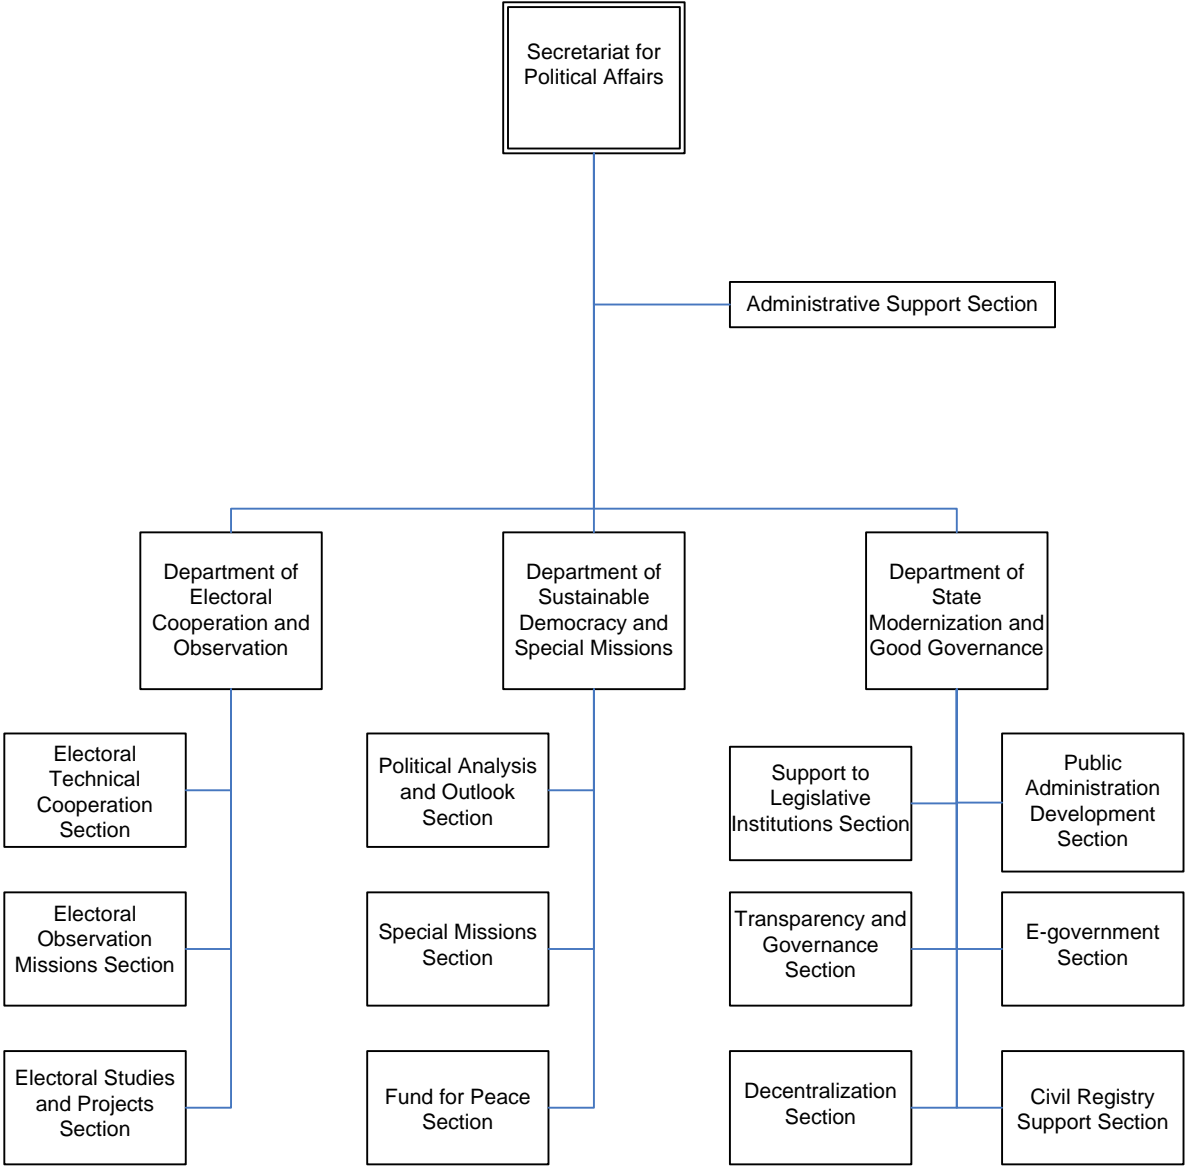 Secretariat for
Political Affairs
Administrative Support Section
Department of
Electoral
Cooperation and
Observation
Department of
Sustainable
Democracy and
Special Missions
Department of
State
Modernization and
Good Governance
Electoral
Technical
Cooperation
Section
Political Analysis
and Outlook
Section
Support to
Legislative
Institutions Section
Public
Administration
Development
Section
Electoral
Observation
Missions Section
Special Missions
Section
Transparency and
Governance
Section
E-government
Section
Electoral Studies
and Projects
Section
Fund for Peace
Section
Decentralization
Section
Civil Registry
Support Section